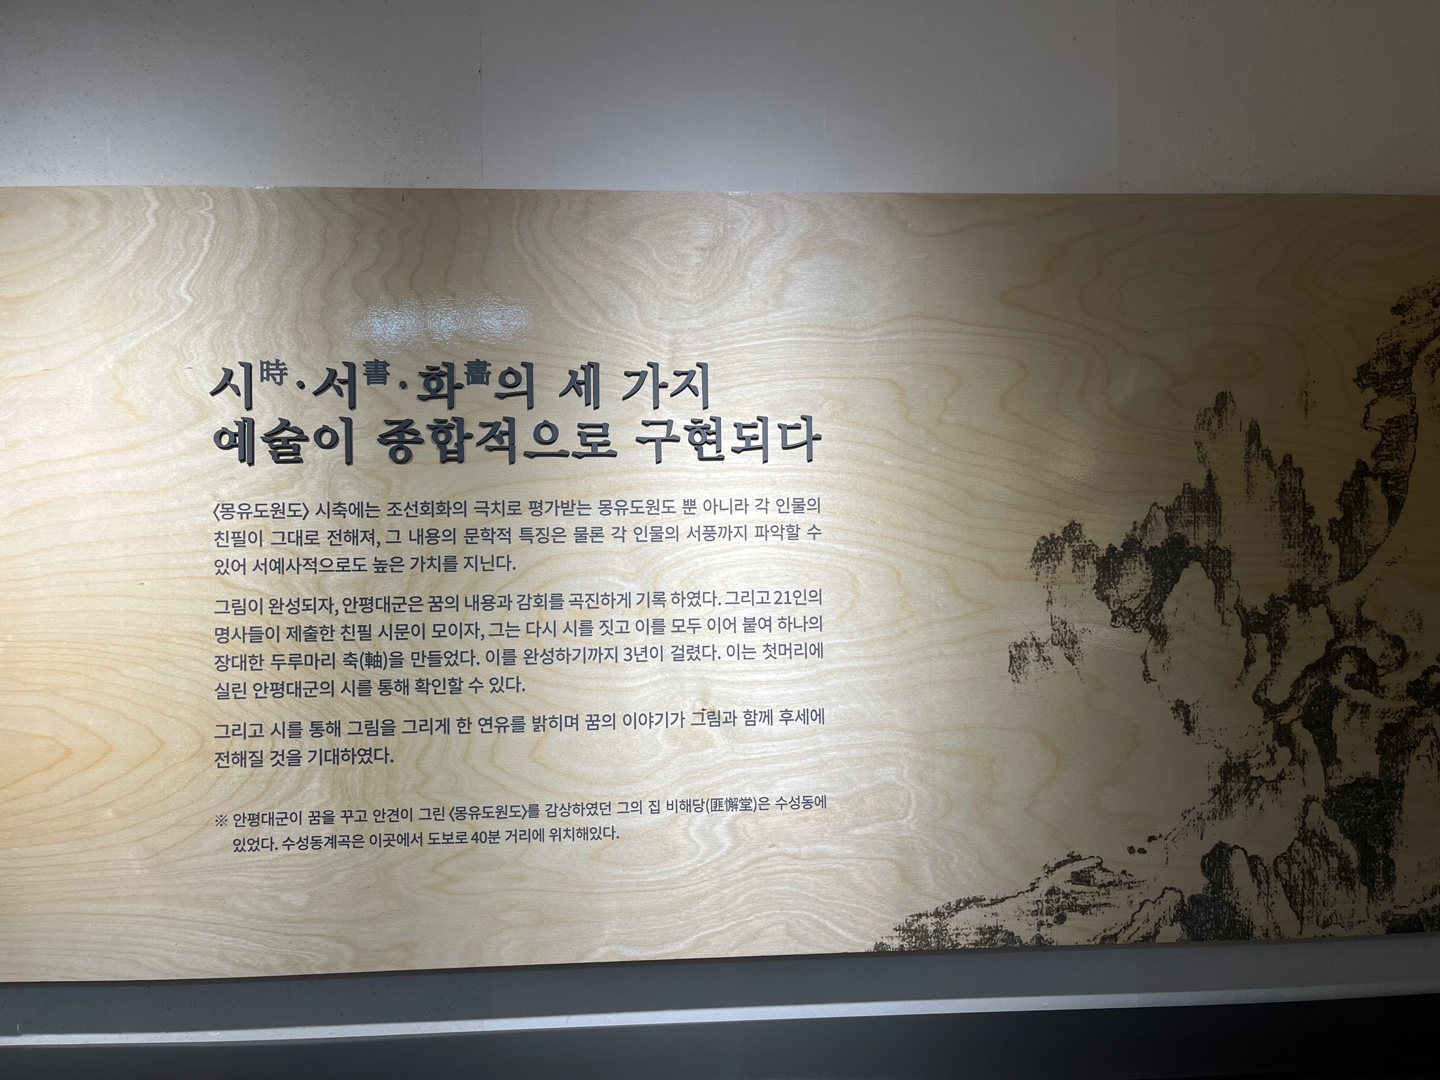 시時·서書·화畵의 세 가지
예술이 종합적으로 구현되다
〈몽유도원도〉 시축에는 조선회화의 극치로 평가받는 몽유도원도 뿐 아니라 각 인물의
친필이 그대로 전해져, 그 내용의 문학적 특징은 물론 각 인물의 서풍까지 파악할 수
있어 서예사적으로도 높은 가치를 지닌다.
그림이 완성되자, 안평대군은 꿈의 내용과 감회를 곡진하게 기록 하였다. 그리고 21인의
명사들이 제출한 친필 시문이 모이자, 그는 다시 시를 짓고 이를 모두 이어 붙여 하나의
장대한 두루마리 축(軸)을 만들었다. 이를 완성하기까지 3년이 걸렸다. 이는 첫머리에
실린 안평대군의 시를 통해 확인할 수 있다.
그리고 시를 통해 그림을 그리게 한 연유를 밝히며 꿈의 이야기가 그림과 함께 후세에
전해질 것을 기대하였다.
※ 안평대군이 꿈을 꾸고 안견이 그린 〈몽유도원도〉를 감상하였던 그의 집 비해당(匪懈堂)은 수성동에
있었다. 수성동계곡은 이곳에서 도보로 40분 거리에 위치해있다.